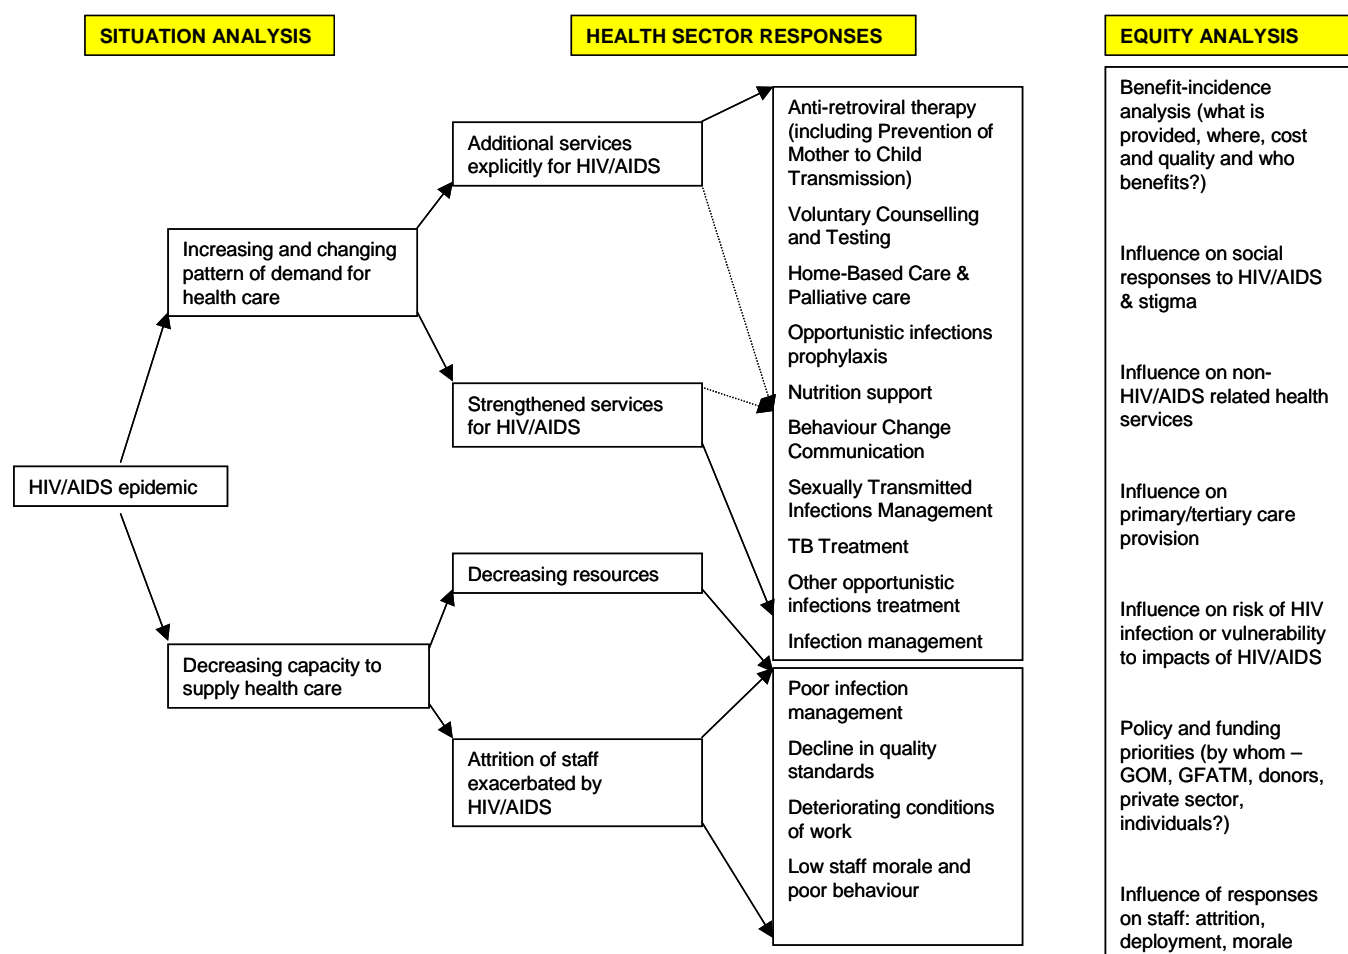 SITUATION ANALYSIS
HEALTH SECTOR RESPONSES
EQUITY ANALYSIS
HIV/AIDS epidemic
Increasing and changing
pattern of demand for
health care
Decreasing capacity to
supply health care
Additional services
explicitly for HIV/AIDS
Strengthened services
for HIV/AIDS
Decreasing resources
Attrition of staff
exacerbated by
HIV/AIDS
Anti-retroviral therapy
(including Prevention of
Mother to Child
Transmission)
Voluntary Counselling
and Testing
Home-Based Care &
Palliative care
Opportunistic infections
prophylaxis
Nutrition support
Behaviour Change
Communication
Sexually Transmitted
Infections Management
TB Treatment
Other opportunistic
infections treatment
Infection management
Poor infection
management
Decline in quality
standards
Deteriorating conditions
of work
Low staff morale and
poor behaviour
Benefit-incidence
analysis (what is
provided, where, cost
and quality and who
benefits?)
Influence on social
responses to HIV/AIDS
& stigma
Influence on non-
HIV/AIDS related health
services
Influence on
primary/tertiary care
provision
Influence on risk of HIV
infection or vulnerability
to impacts of HIV/AIDS
Policy and funding
priorities (by whom –
GOM, GFATM, donors,
private sector,
individuals?)
Influence of responses
on staff: attrition,
deployment, morale